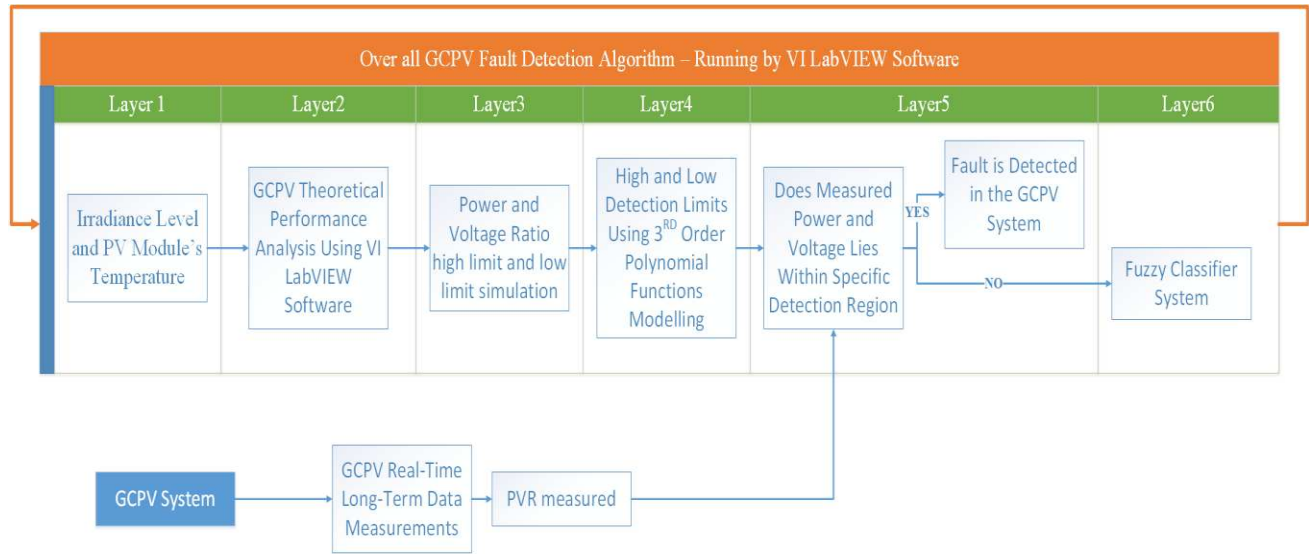 Over all GCPV Fault Detection Algorithm – Running by VI LabVIEW Software
Layer 1
Layer2
Layer3
Layer4
Layer5
Layer6
Irradiance Level
and PV Module's
Temperature
GCPV Theoretical
Performance
Analysis Using VI
LabVIEW
Software
Power and
Voltage Ratio
high limit and low
limit simulation
High and Low
Detection Limits
Using 3RD Order
Polynomial
Functions
Modelling
Does Measured
Power and
Voltage Lies
Within Specific
Detection Region
YES
Fault is Detected
in the GCPV
System
NO
Fuzzy Classifier
System
GCPV System
GCPV Real-Time
Long-Term Data
Measurements
PVR measured